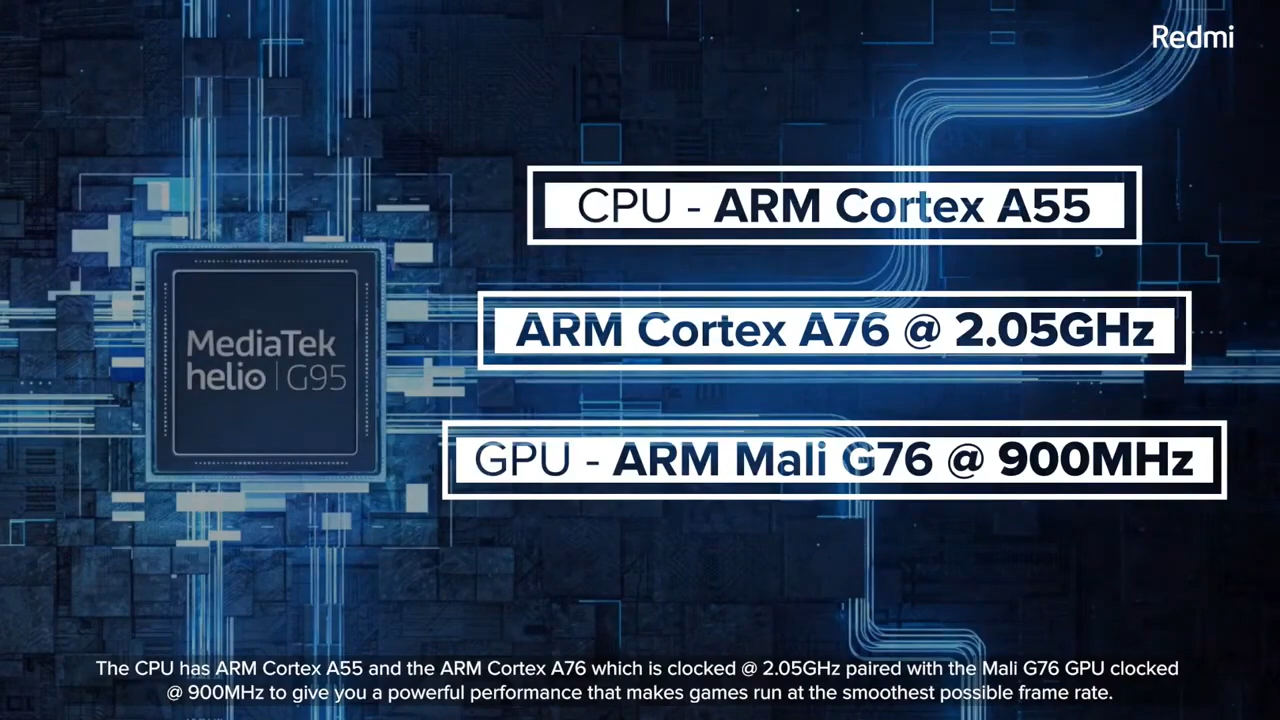 Redmi
CPU - ARM Cortex A55
ARM Cortex A76 @ 2.05GHz
MediaTek
helio | G95
GPU - ARM Mali G76 @ 900MHz
The CPU has ARM Cortex A55 and the ARM Cortex A76 which is clocked @ 2.05GHz paired with the Mali G76 GPU clocked
@ 900MHz to give you a powerful performance that makes games run at the smoothest possible frame rate.